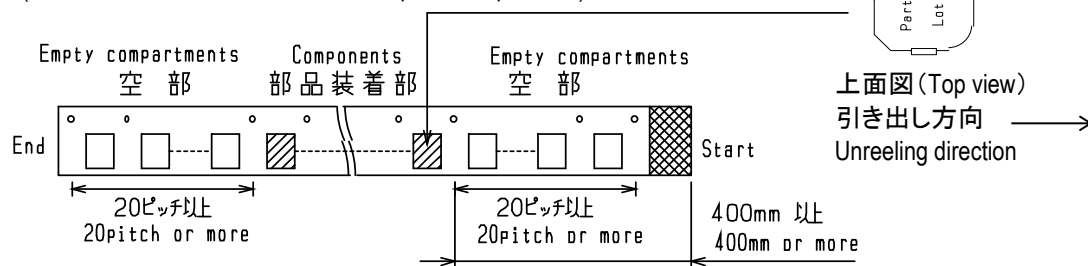 Part
Lot
Empty compartments
空部
Components
部品装着部
Empty compartments
空部
上面図(Top view)
引き出し方向
Unreeling direction
End
Start
20ピッチ以上
20pitch or more
20ピッチ以上
20pitch or more
400mm 以上
400mm or more